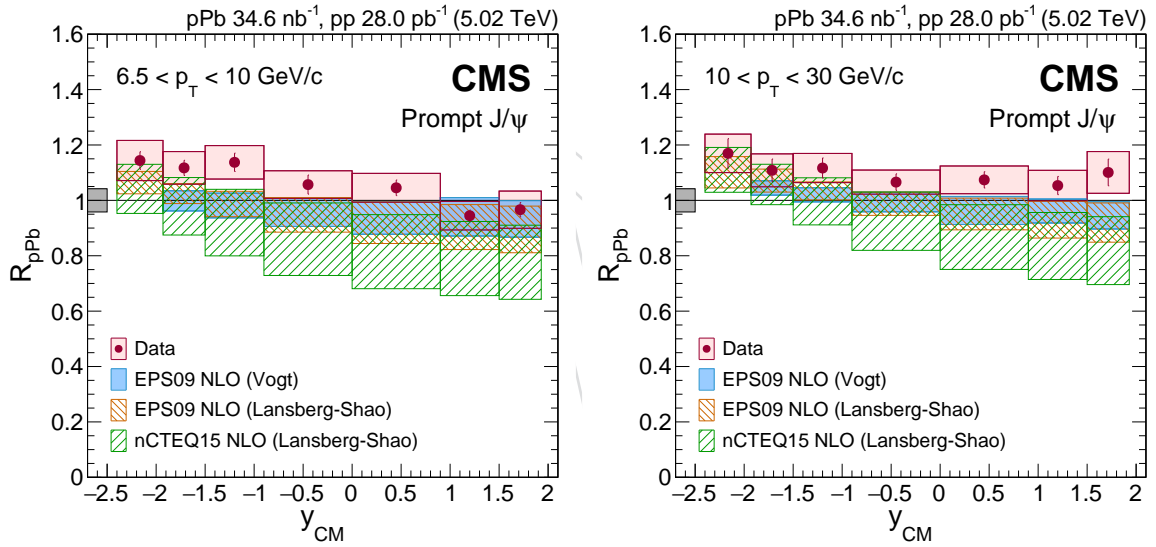 pPb 34.6 nb⁻¹, pp 28.0 pb⁻¹ (5.02 TeV)
1.6
1.4
1.2
1
0.8
0.6
0.4
0.2
0
R_pPb
6.5 < p_T < 10 GeV/c
CMS
Prompt J/ψ
Data
EPS09 NLO (Vogt)
EPS09 NLO (Lansberg-Shao)
nCTEQ15 NLO (Lansberg-Shao)
−2.5 −2 −1.5 −1 −0.5 0 0.5 1 1.5 2
y_CM
pPb 34.6 nb⁻¹, pp 28.0 pb⁻¹ (5.02 TeV)
1.6
1.4
1.2
1
0.8
0.6
0.4
0.2
0
R_pPb
10 < p_T < 30 GeV/c
CMS
Prompt J/ψ
Data
EPS09 NLO (Vogt)
EPS09 NLO (Lansberg-Shao)
nCTEQ15 NLO (Lansberg-Shao)
−2.5 −2 −1.5 −1 −0.5 0 0.5 1 1.5 2
y_CM